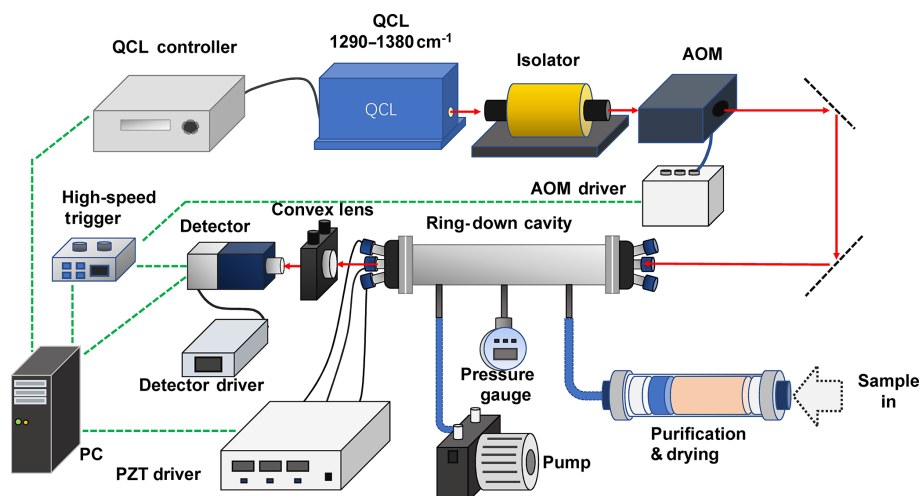 QCL
1290–1380 cm⁻¹
QCL controller
Isolator
AOM
QCL
AOM driver
High-speed
trigger
Detector
Convex lens
Ring-down cavity
Detector driver
Pressure
gauge
Sample
in
Purification
& drying
PC
PZT driver
Pump